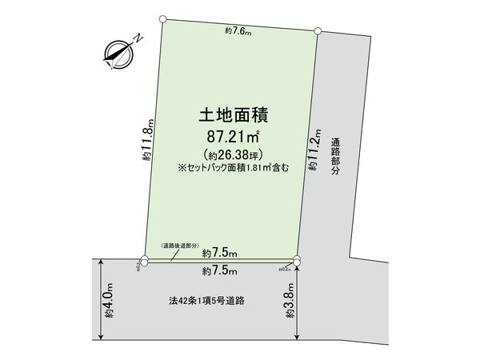 N
約7.6m
約11.8m
土地面積
87.21㎡
(約26.38坪)
※セットバック面積1.81㎡含む
約11.2m
通路部分
(道路後退部分)
約7.5m
約7.5m
約4.0m
法42条1項5号道路
約3.8m